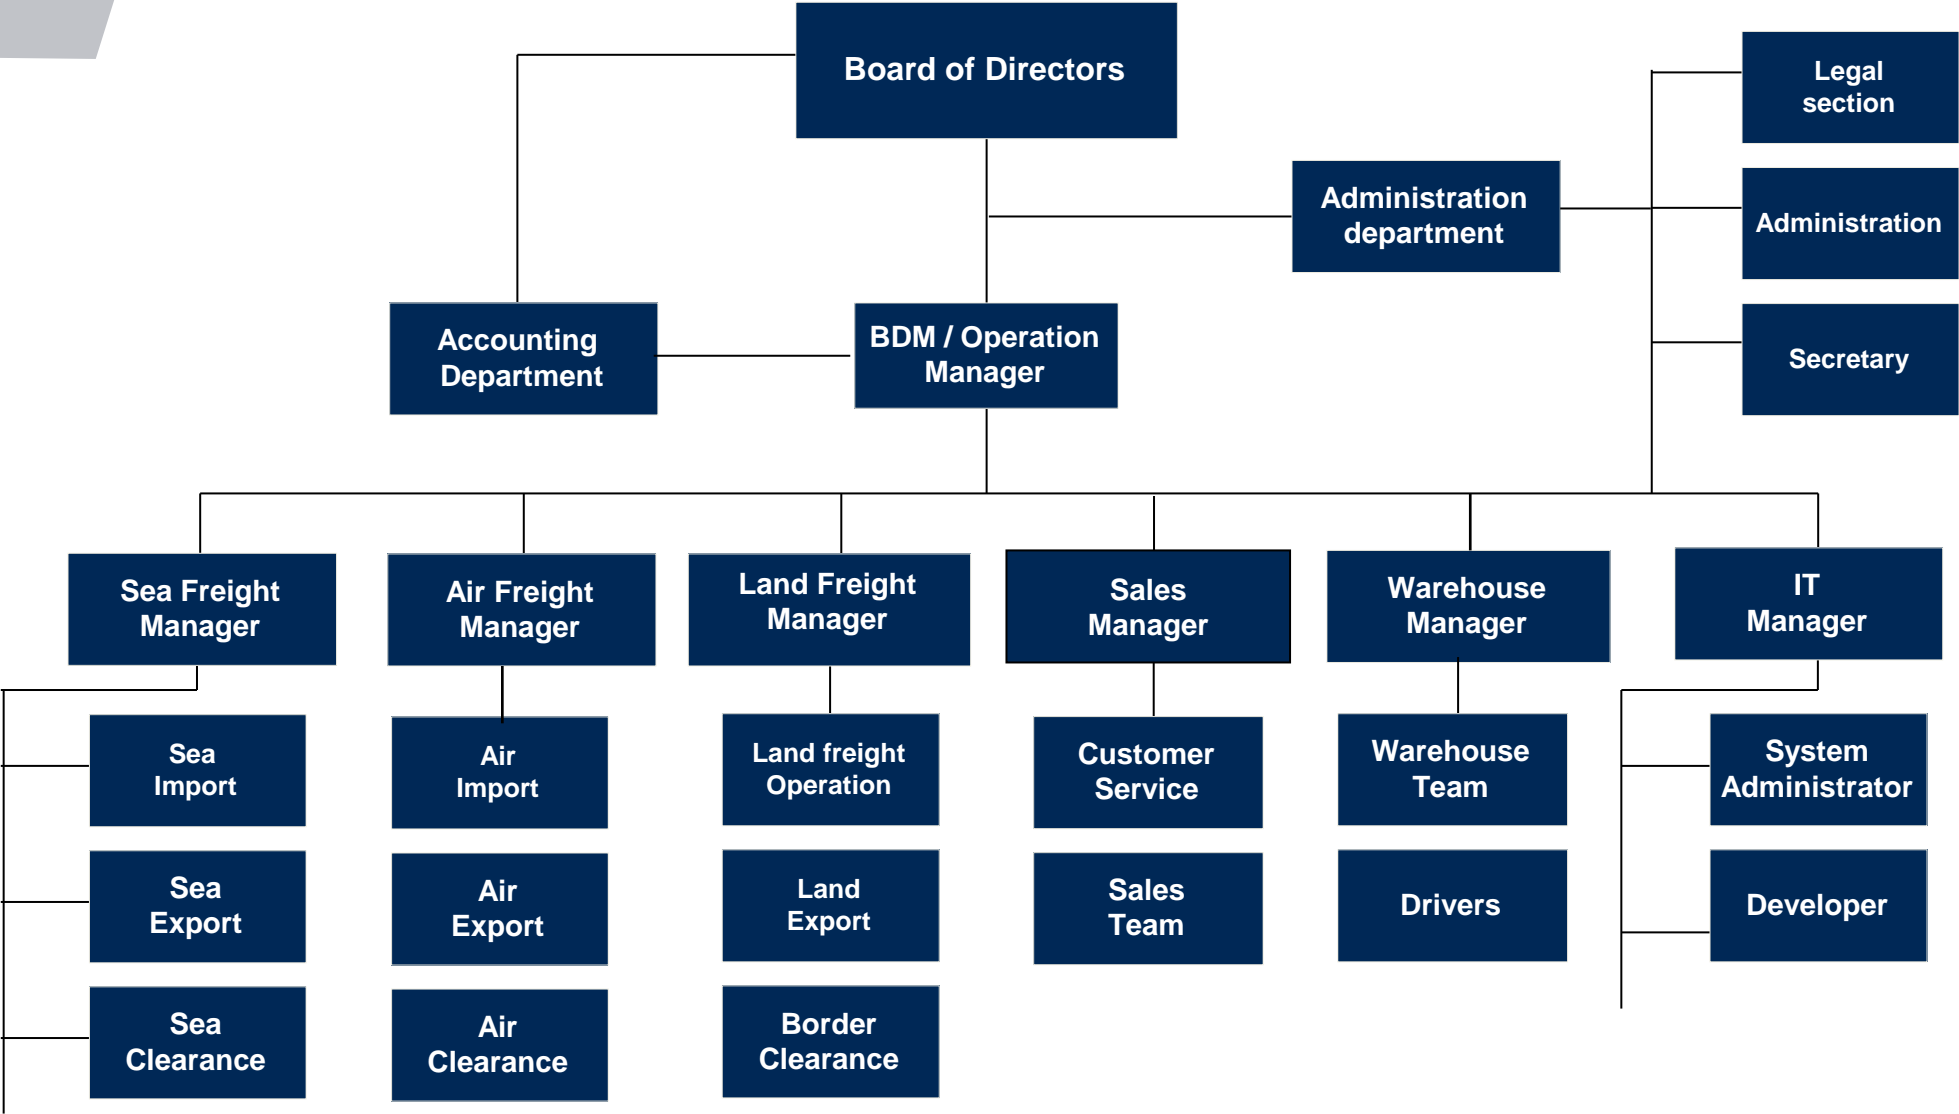 Board of Directors
Legal
section
Administration
department
Administration
Accounting
Department
BDM / Operation
Manager
Secretary
Sea Freight
Manager
Air Freight
Manager
Land Freight
Manager
Sales
Manager
Warehouse
Manager
IT
Manager
Sea
Import
Air
Import
Land freight
Operation
Customer
Service
Warehouse
Team
System
Administrator
Sea
Export
Air
Export
Land
Export
Sales
Team
Drivers
Developer
Sea
Clearance
Air
Clearance
Border
Clearance